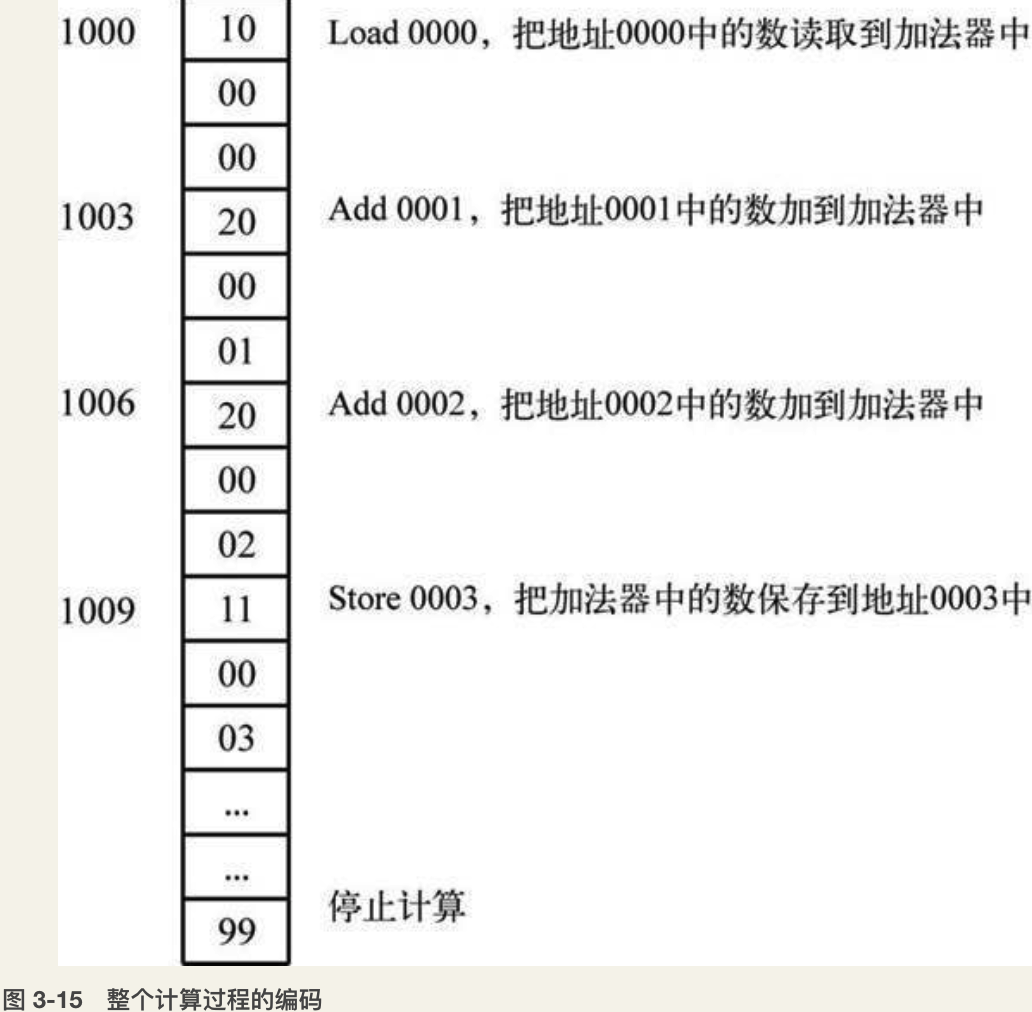 1000 10 Load 0000，把地址0000中的数读取到加法器中
00
00
1003 20 Add 0001，把地址0001中的数加到加法器中
00
01
1006 20 Add 0002，把地址0002中的数加到加法器中
00
02
1009 11 Store 0003，把加法器中的数保存到地址0003中
00
03
...
...
99 停止计算
图 3-15 整个计算过程的编码